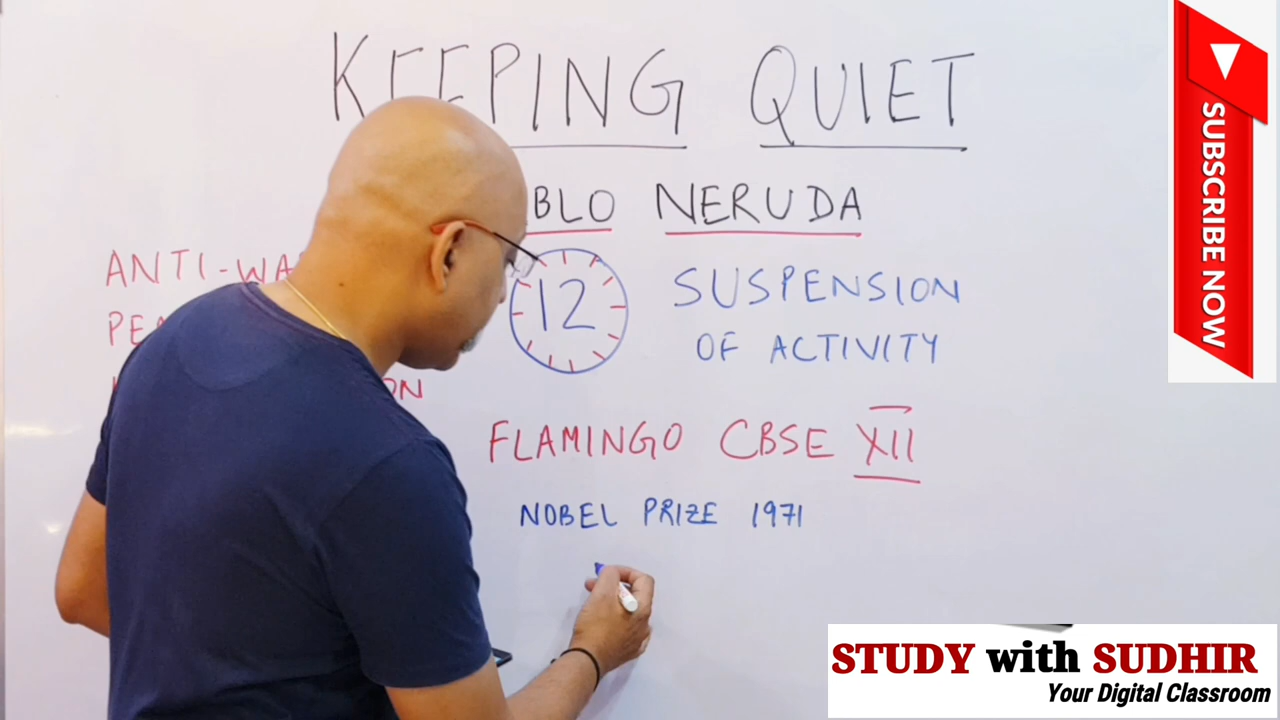 KEEPING QUIET
NERUDA
ANTI-WA
12
SUSPENSION
OF ACTIVITY
FLAMINGO CBSE XII
NOBEL PRIZE 1971
SUBSCRIBE NOW
STUDY with SUDHIR
Your Digital Classroom